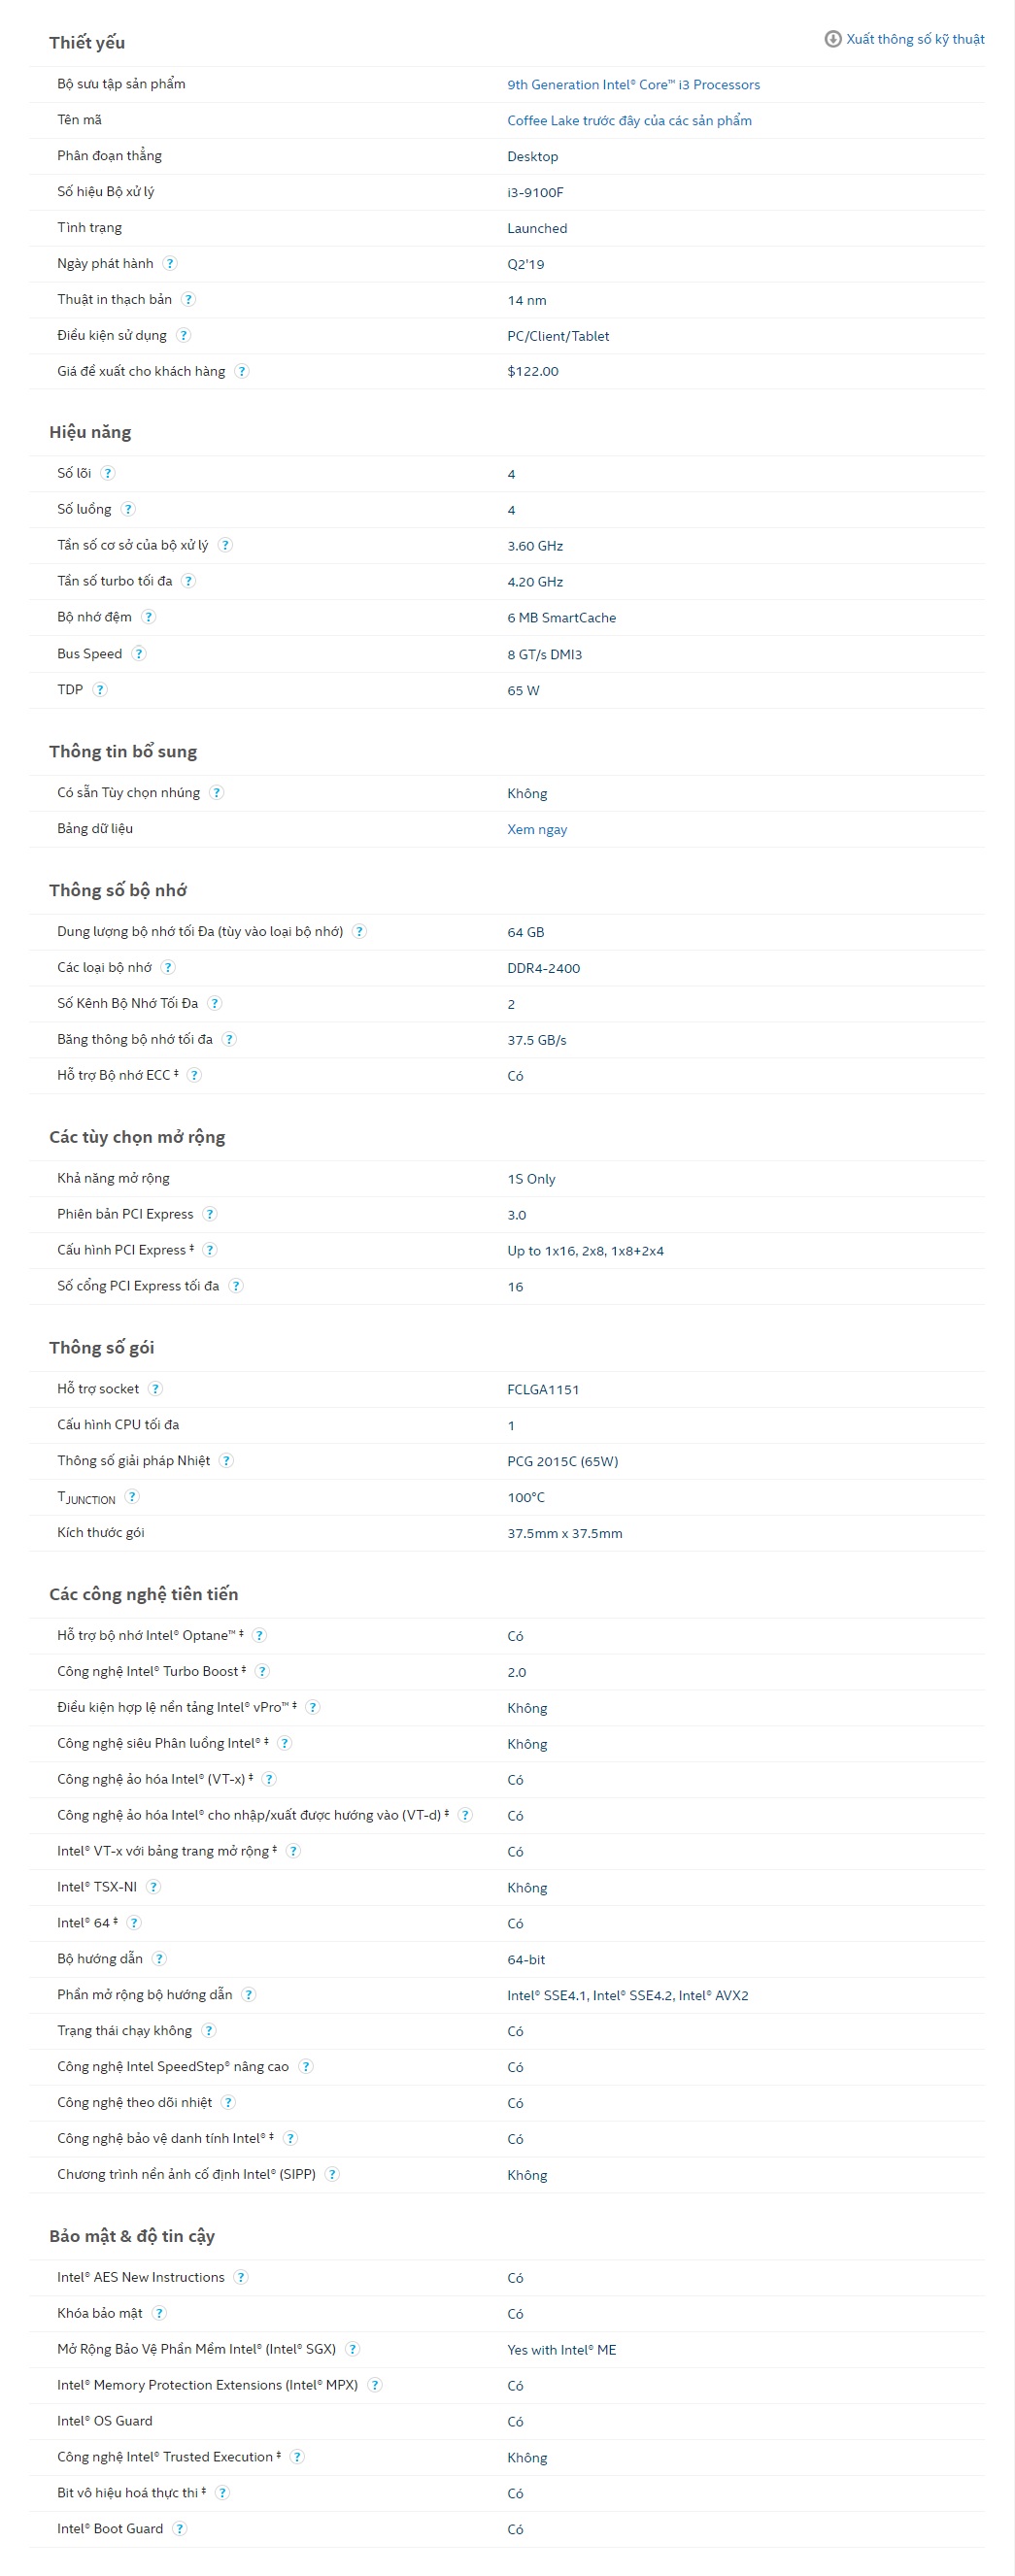 Thiết yếu
Xuất thông số kỹ thuật
Bộ sưu tập sản phẩm 9th Generation Intel® Core™ i3 Processors
Tên mã Coffee Lake trước đây của các sản phẩm
Phân đoạn thẳng Desktop
Số hiệu Bộ xử lý i3-9100F
Tình trạng Launched
Ngày phát hành ? Q2'19
Thuật in thạch bản ? 14 nm
Điều kiện sử dụng ? PC/Client/Tablet
Giá đề xuất cho khách hàng ? $122.00
Hiệu năng
Số lõi ? 4
Số luồng ? 4
Tần số cơ sở của bộ xử lý ? 3.60 GHz
Tần số turbo tối đa ? 4.20 GHz
Bộ nhớ đệm ? 6 MB SmartCache
Bus Speed ? 8 GT/s DMI3
TDP ? 65 W
Thông tin bổ sung
Có sẵn Tùy chọn nhúng ? Không
Bảng dữ liệu Xem ngay
Thông số bộ nhớ
Dung lượng bộ nhớ tối Đa (tùy vào loại bộ nhớ) ? 64 GB
Các loại bộ nhớ ? DDR4-2400
Số Kênh Bộ Nhớ Tối Đa ? 2
Băng thông bộ nhớ tối đa ? 37.5 GB/s
Hỗ trợ Bộ nhớ ECC ‡ ? Có
Các tùy chọn mở rộng
Khả năng mở rộng 1S Only
Phiên bản PCI Express ? 3.0
Cấu hình PCI Express ‡ ? Up to 1x16, 2x8, 1x8+2x4
Số cổng PCI Express tối đa ? 16
Thông số gói
Hỗ trợ socket ? FCLGA1151
Cấu hình CPU tối đa 1
Thông số giải pháp Nhiệt ? PCG 2015C (65W)
TJUNCTION ? 100°C
Kích thước gói 37.5mm x 37.5mm
Các công nghệ tiên tiến
Hỗ trợ bộ nhớ Intel® Optane™ ‡ ? Có
Công nghệ Intel® Turbo Boost ‡ ? 2.0
Điều kiện hợp lệ nền tảng Intel® vPro™ ‡ ? Không
Công nghệ siêu Phân luồng Intel® ‡ ? Không
Công nghệ ảo hóa Intel® (VT-x) ‡ ? Có
Công nghệ ảo hóa Intel® cho nhập/xuất được hướng vào (VT-d) ‡ ? Có
Intel® VT-x với bảng trang mở rộng ‡ ? Có
Intel® TSX-NI ? Không
Intel® 64 ‡ ? Có
Bộ hướng dẫn ? 64-bit
Phần mở rộng bộ hướng dẫn ? Intel® SSE4.1, Intel® SSE4.2, Intel® AVX2
Trạng thái chạy không ? Có
Công nghệ Intel SpeedStep® nâng cao ? Có
Công nghệ theo dõi nhiệt ? Có
Công nghệ bảo vệ danh tính Intel® ‡ ? Có
Chương trình nền ảnh cố định Intel® (SIPP) ? Không
Bảo mật & độ tin cậy
Intel® AES New Instructions ? Có
Khóa bảo mật ? Có
Mở Rộng Bảo Vệ Phần Mềm Intel® (Intel® SGX) ? Yes with Intel® ME
Intel® Memory Protection Extensions (Intel® MPX) ? Có
Intel® OS Guard Có
Công nghệ Intel® Trusted Execution ‡ ? Không
Bit vô hiệu hoá thực thi ‡ ? Có
Intel® Boot Guard ? Có